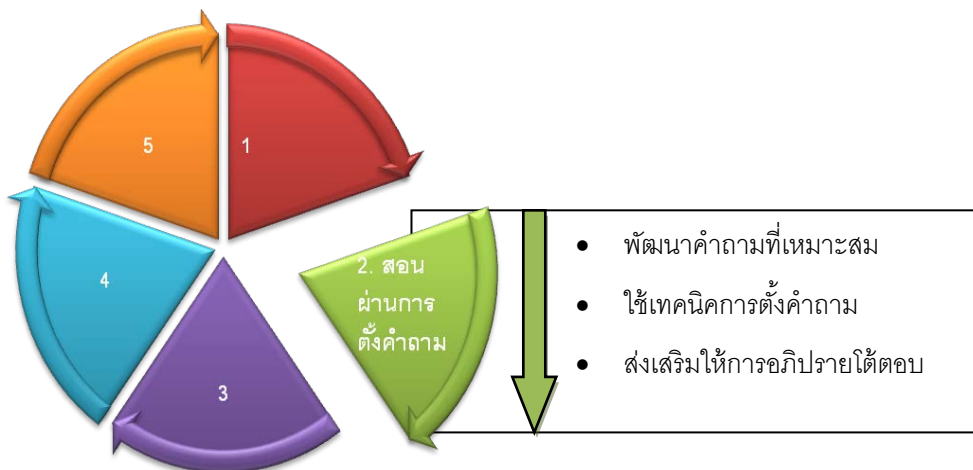 5
1
4
2. สอน
ผ่านการ
ตั้งคำถาม
3
• พัฒนาคำถามที่เหมาะสม
• ใช้เทคนิคการตั้งคำถาม
• ส่งเสริมให้การอภิปรายโต้ตอบ